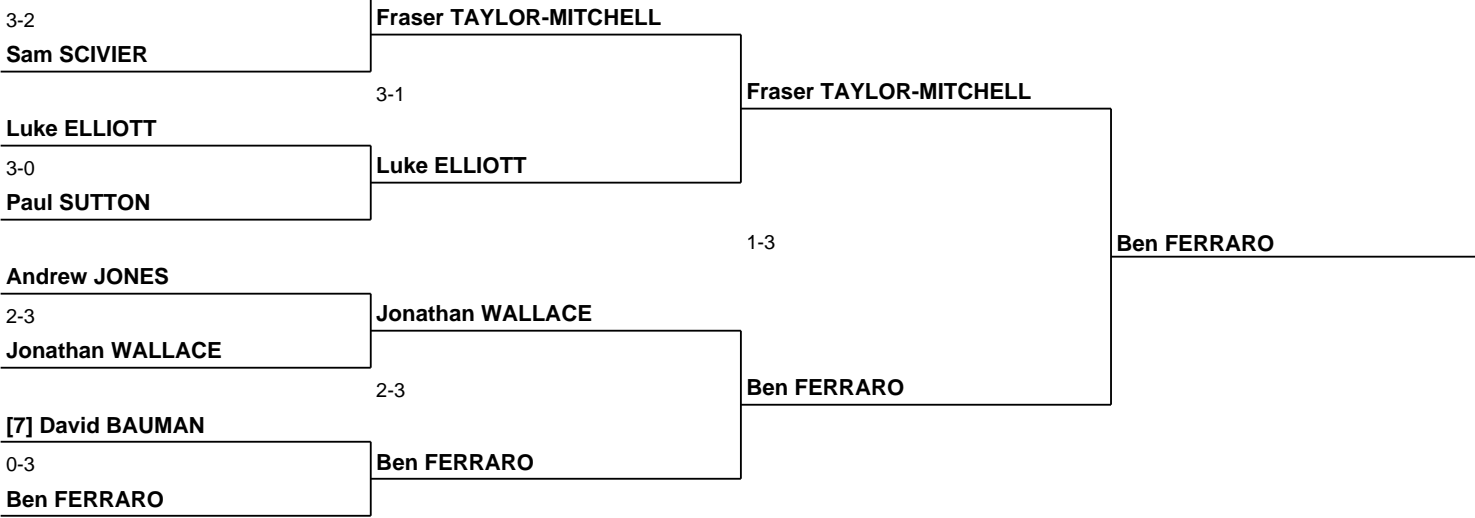 3-2
Fraser TAYLOR-MITCHELL
Sam SCIVIER
3-1
Fraser TAYLOR-MITCHELL
Luke ELLIOTT
3-0
Luke ELLIOTT
Paul SUTTON
1-3
Ben FERRARO
Andrew JONES
2-3
Jonathan WALLACE
Jonathan WALLACE
2-3
Ben FERRARO
[7] David BAUMAN
0-3
Ben FERRARO
Ben FERRARO